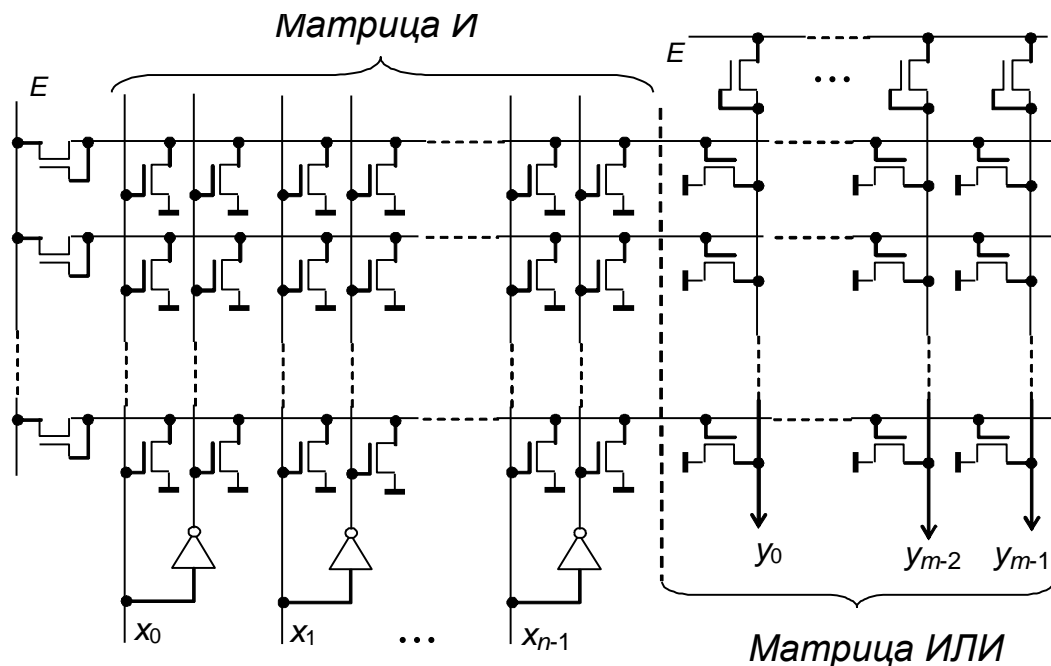 Матрица И
E
E
...
y0
ym-2
ym-1
x0
x1
...
xn-1
Матрица ИЛИ